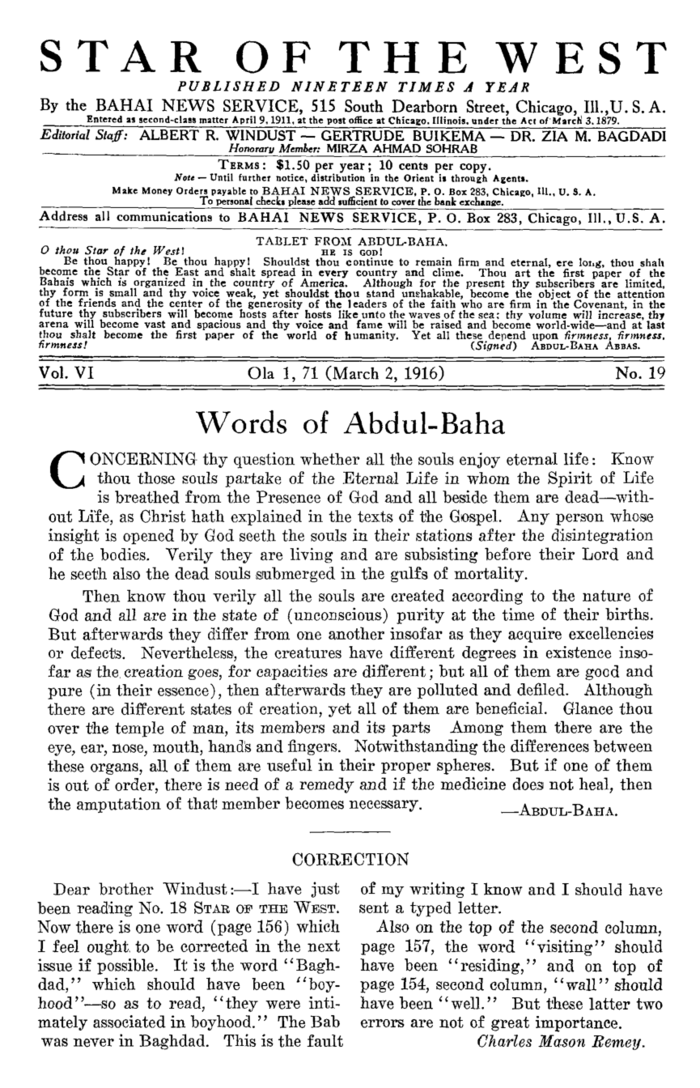 STAR OF THE WEST
PUBLISHED NINETEEN TIMES A YEAR
By the BAHAI NEWS SERVICE, 515 South Dearborn Street, Chicago, Ill., U. S. A.
Entered as second-class matter April 9, 1911, at the post office at Chicago, Illinois, under the Act of March 3, 1879.
Editorial Staff: ALBERT R. WINDUST — GERTRUDE BUIKEMA — DR. ZIA M. BAGDADI
Honorary Member: MIRZA AHMAD SOHRAB
TERMS: $1.50 per year; 10 cents per copy.
Note — Until further notice, distribution in the Orient is through Agents.
Make Money Orders payable to BAHAI NEWS SERVICE, P. O. Box 283, Chicago, Ill., U. S. A.
To personal checks please add sufficient to cover the bank exchange.
Address all communications to BAHAI NEWS SERVICE, P. O. Box 283, Chicago, Ill., U. S. A.
TABLET FROM ABDUL-BAHA.
O thou Star of the West! HE IS GOD!
Be thou happy! Be thou happy! Shouldst thou continue to remain firm and eternal, ere long, thou shalt
become the Star of the East and shalt spread in every country and clime. Thou art the first paper of the
Bahais which is organized in the country of America. Although for the present thy subscribers are limited,
thy form is small and thy voice weak, yet shouldst thou stand unshakable, become the object of the attention
of the friends and the center of the generosity of the leaders of the faith who are firm in the Covenant, in the
future thy subscribers will become hosts after hosts like unto the waves of the sea; thy volume will increase, thy
arena will become vast and spacious and thy voice and fame will be raised and become world-wide—and at last
thou shalt become the first paper of the world of humanity. Yet all these depend upon firmness, firmness,
firmness! (Signed) ABDUL-BAHA ABBAS.
Vol. VI Ola 1, 71 (March 2, 1916) No. 19
Words of Abdul-Baha
CONCERNING thy question whether all the souls enjoy eternal life: Know
thou those souls partake of the Eternal Life in whom the Spirit of Life
is breathed from the Presence of God and all beside them are dead—with-
out Life, as Christ hath explained in the texts of the Gospel. Any person whose
insight is opened by God seeth the souls in their stations after the disintegration
of the bodies. Verily they are living and are subsisting before their Lord and
he seeth also the dead souls submerged in the gulfs of mortality.
Then know thou verily all the souls are created according to the nature of
God and all are in the state of (unconscious) purity at the time of their births.
But afterwards they differ from one another insofar as they acquire excellencies
or defects. Nevertheless, the creatures have different degrees in existence inso-
far as the creation goes, for capacities are different; but all of them are good and
pure (in their essence), then afterwards they are polluted and defiled. Although
there are different states of creation, yet all of them are beneficial. Glance thou
over the temple of man, its members and its parts Among them there are the
eye, ear, nose, mouth, hands and fingers. Notwithstanding the differences between
these organs, all of them are useful in their proper spheres. But if one of them
is out of order, there is need of a remedy and if the medicine does not heal, then
the amputation of that member becomes necessary.
—ABDUL-BAHA.
CORRECTION
Dear brother Windust:—I have just
been reading No. 18 STAR OF THE WEST.
Now there is one word (page 156) which
I feel ought to be corrected in the next
issue if possible. It is the word "Bagh-
dad," which should have been "boy-
hood"—so as to read, "they were inti-
mately associated in boyhood." The Bab
was never in Baghdad. This is the fault
of my writing I know and I should have
sent a typed letter.
Also on the top of the second column,
page 157, the word "visiting" should
have been "residing," and on top of
page 154, second column, "wall" should
have been "well." But these latter two
errors are not of great importance.
Charles Mason Remey.